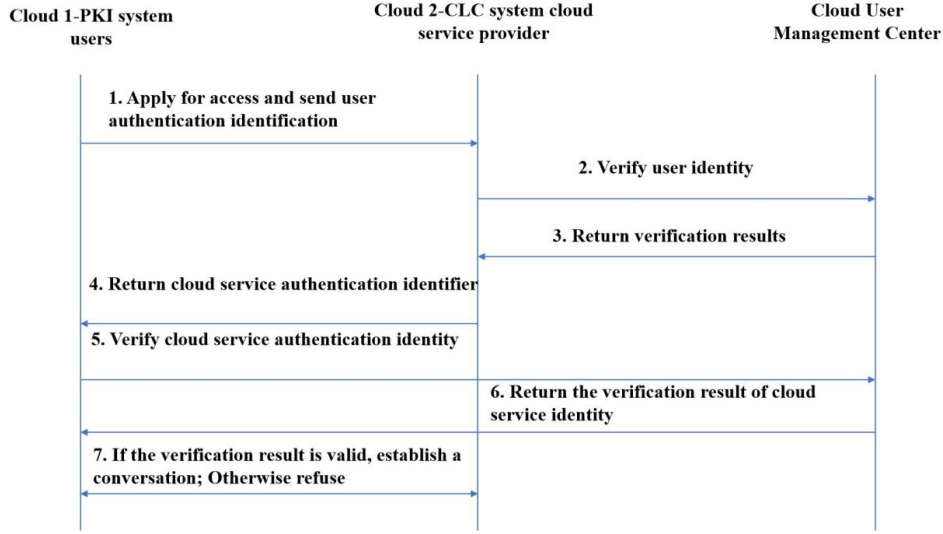 Cloud 1-PKI system
users
Cloud 2-CLC system cloud
service provider
Cloud User
Management Center
1. Apply for access and send user
authentication identification
2. Verify user identity
3. Return verification results
4. Return cloud service authentication identifier
5. Verify cloud service authentication identity
6. Return the verification result of cloud
service identity
7. If the verification result is valid, establish a
conversation; Otherwise refuse